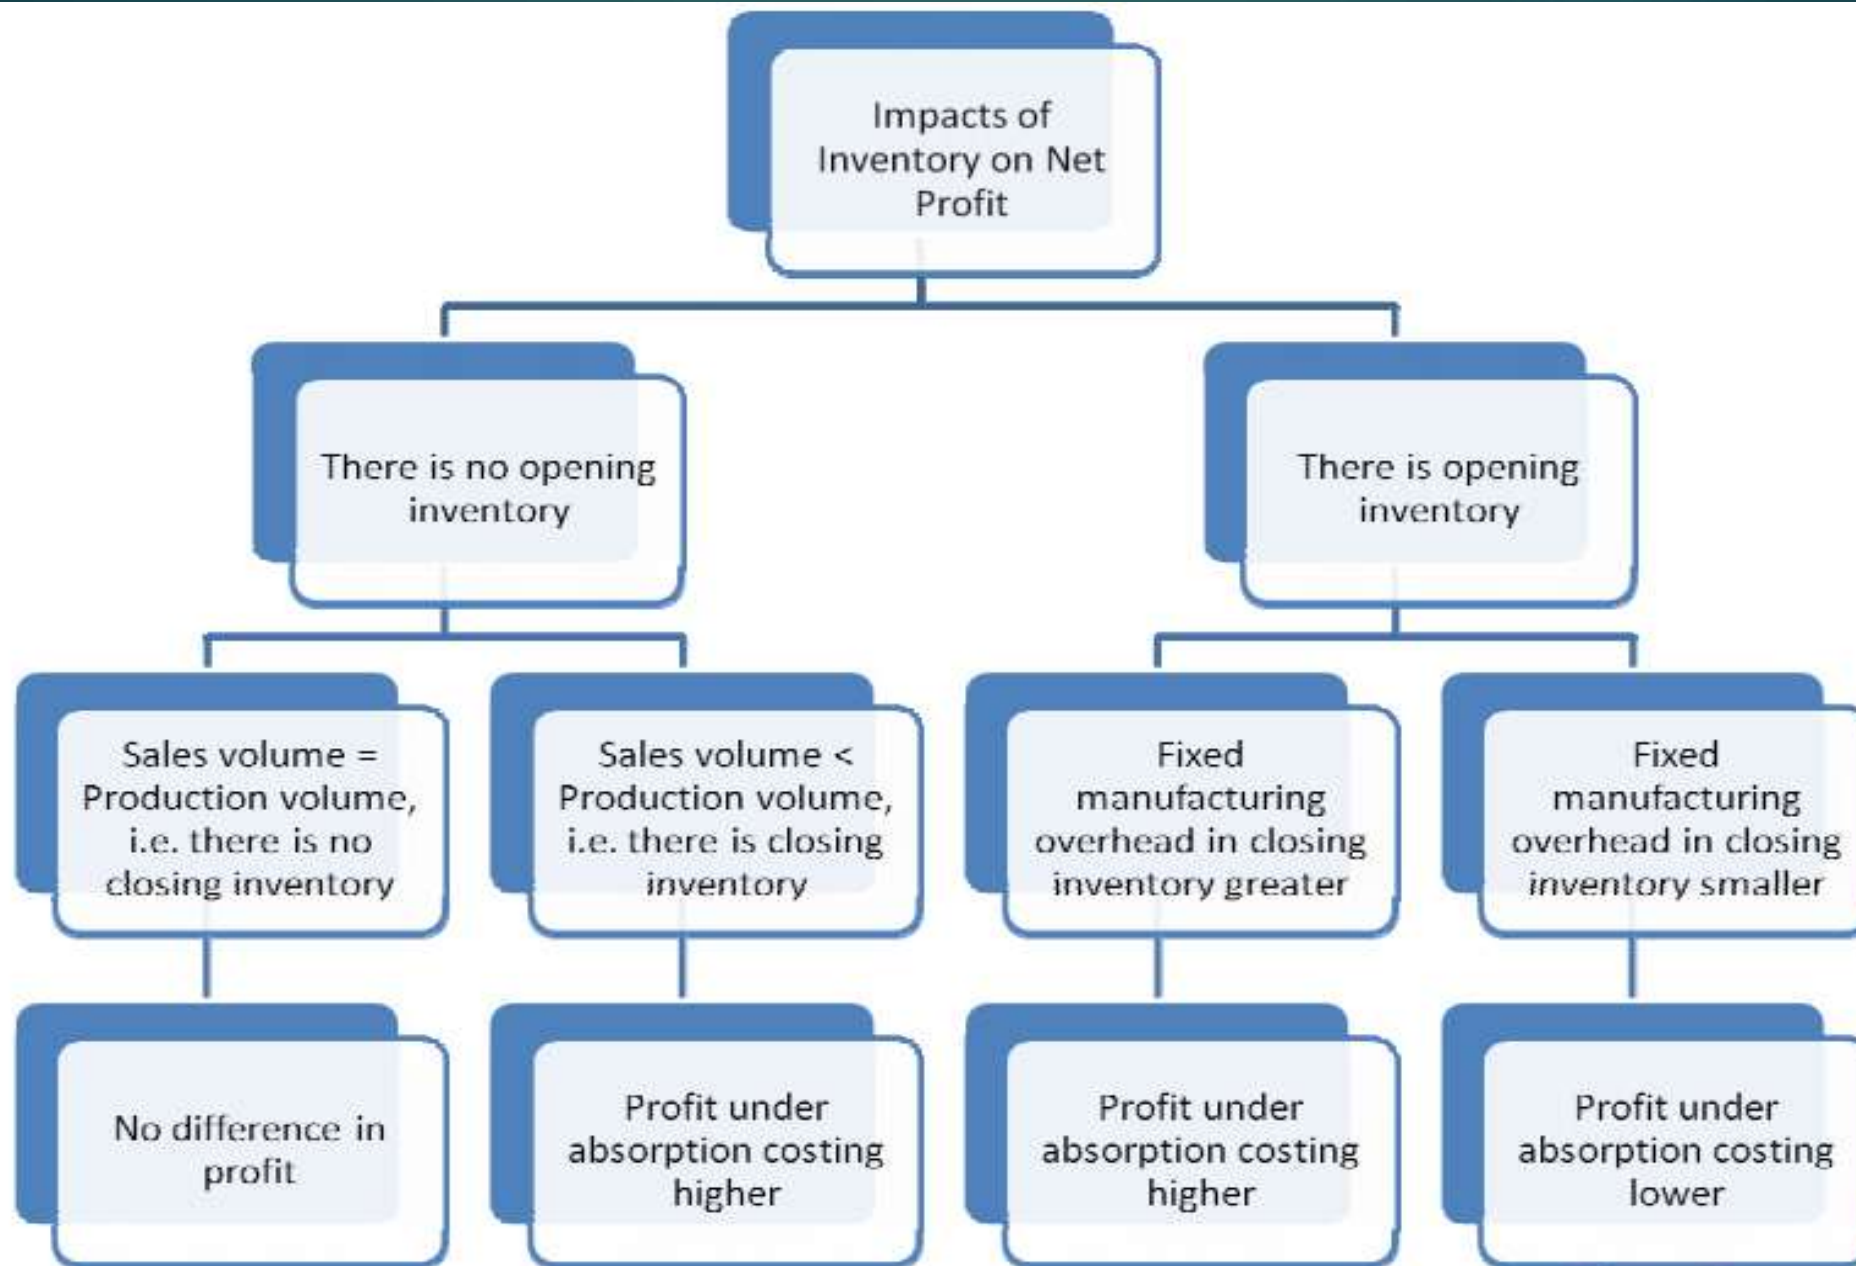 Impacts of
Inventory on Net
Profit
There is no opening
inventory
There is opening
inventory
Sales volume =
Production volume,
i.e. there is no
closing inventory
Sales volume <
Production volume,
i.e. there is closing
inventory
Fixed
manufacturing
overhead in closing
inventory greater
Fixed
manufacturing
overhead in closing
inventory smaller
No difference in
profit
Profit under
absorption costing
higher
Profit under
absorption costing
higher
Profit under
absorption costing
lower